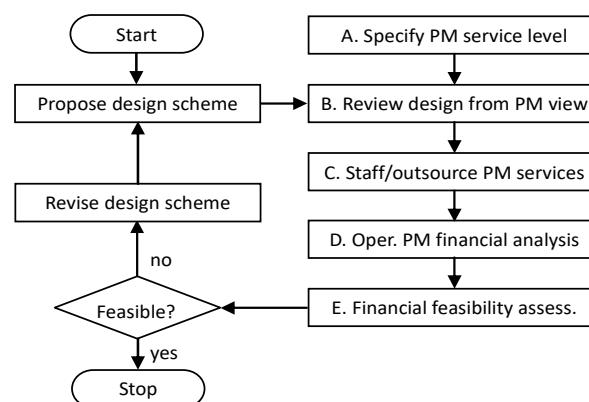 Start
A. Specify PM service level
Propose design scheme
B. Review design from PM view
C. Staff/outsource PM services
Revise design scheme
D. Oper. PM financial analysis
no
Feasible?
E. Financial feasibility assess.
yes
Stop